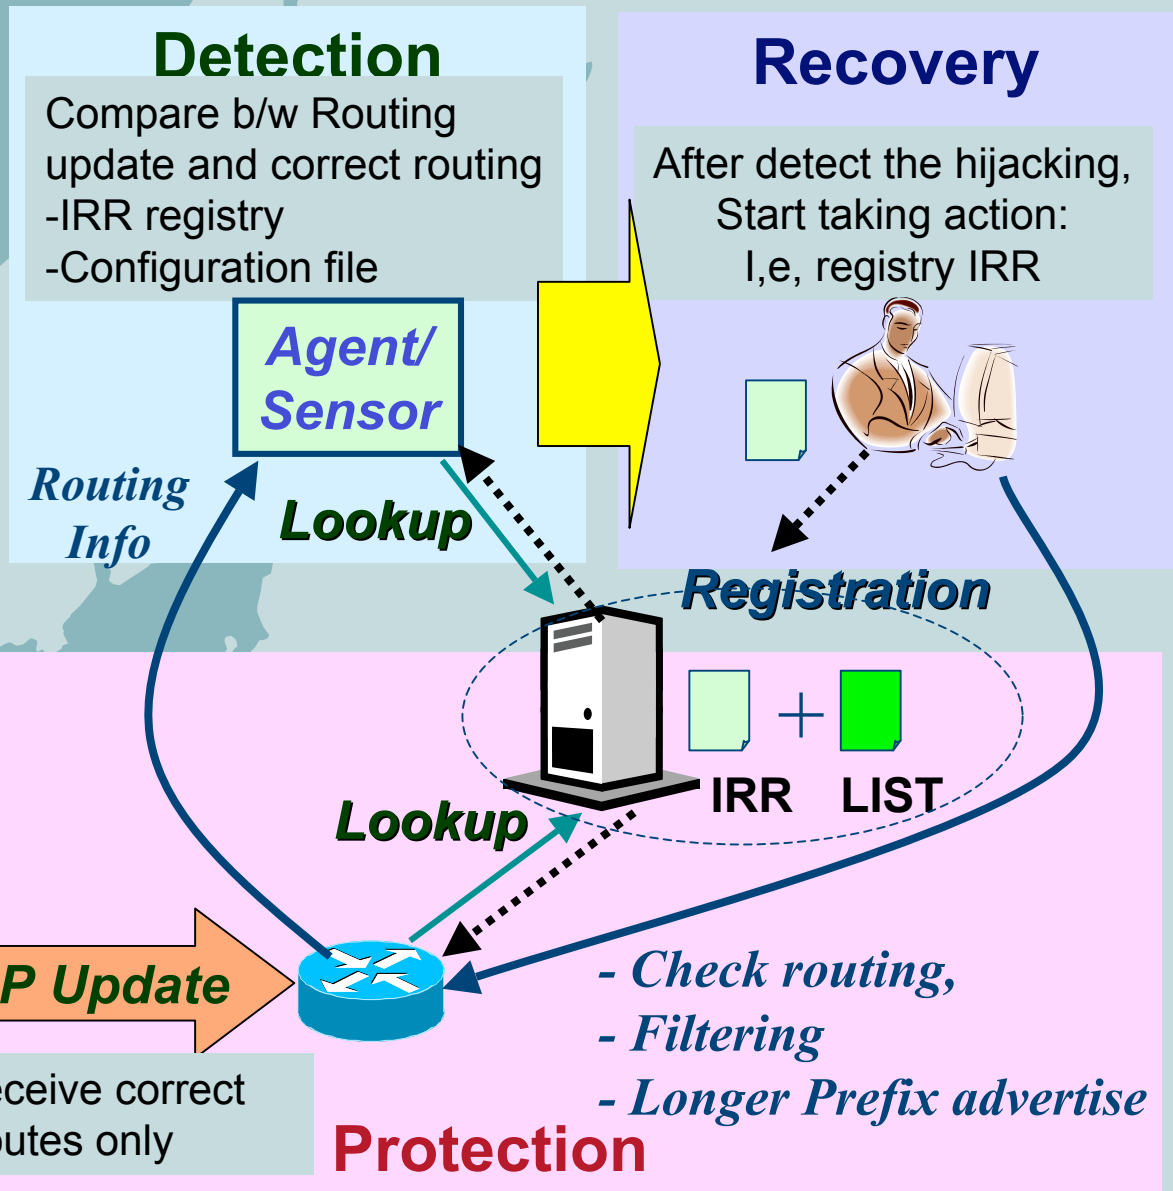 Detection
Compare b/w Routing
update and correct routing
-IRR registry
-Configuration file
Agent/
Sensor
Routing
Info
Lookup
Recovery
After detect the hijacking,
Start taking action:
I,e, registry IRR
Registration
IRR LIST
Lookup
P Update
eceive correct
outes only
- Check routing,
- Filtering
- Longer Prefix advertise
Protection